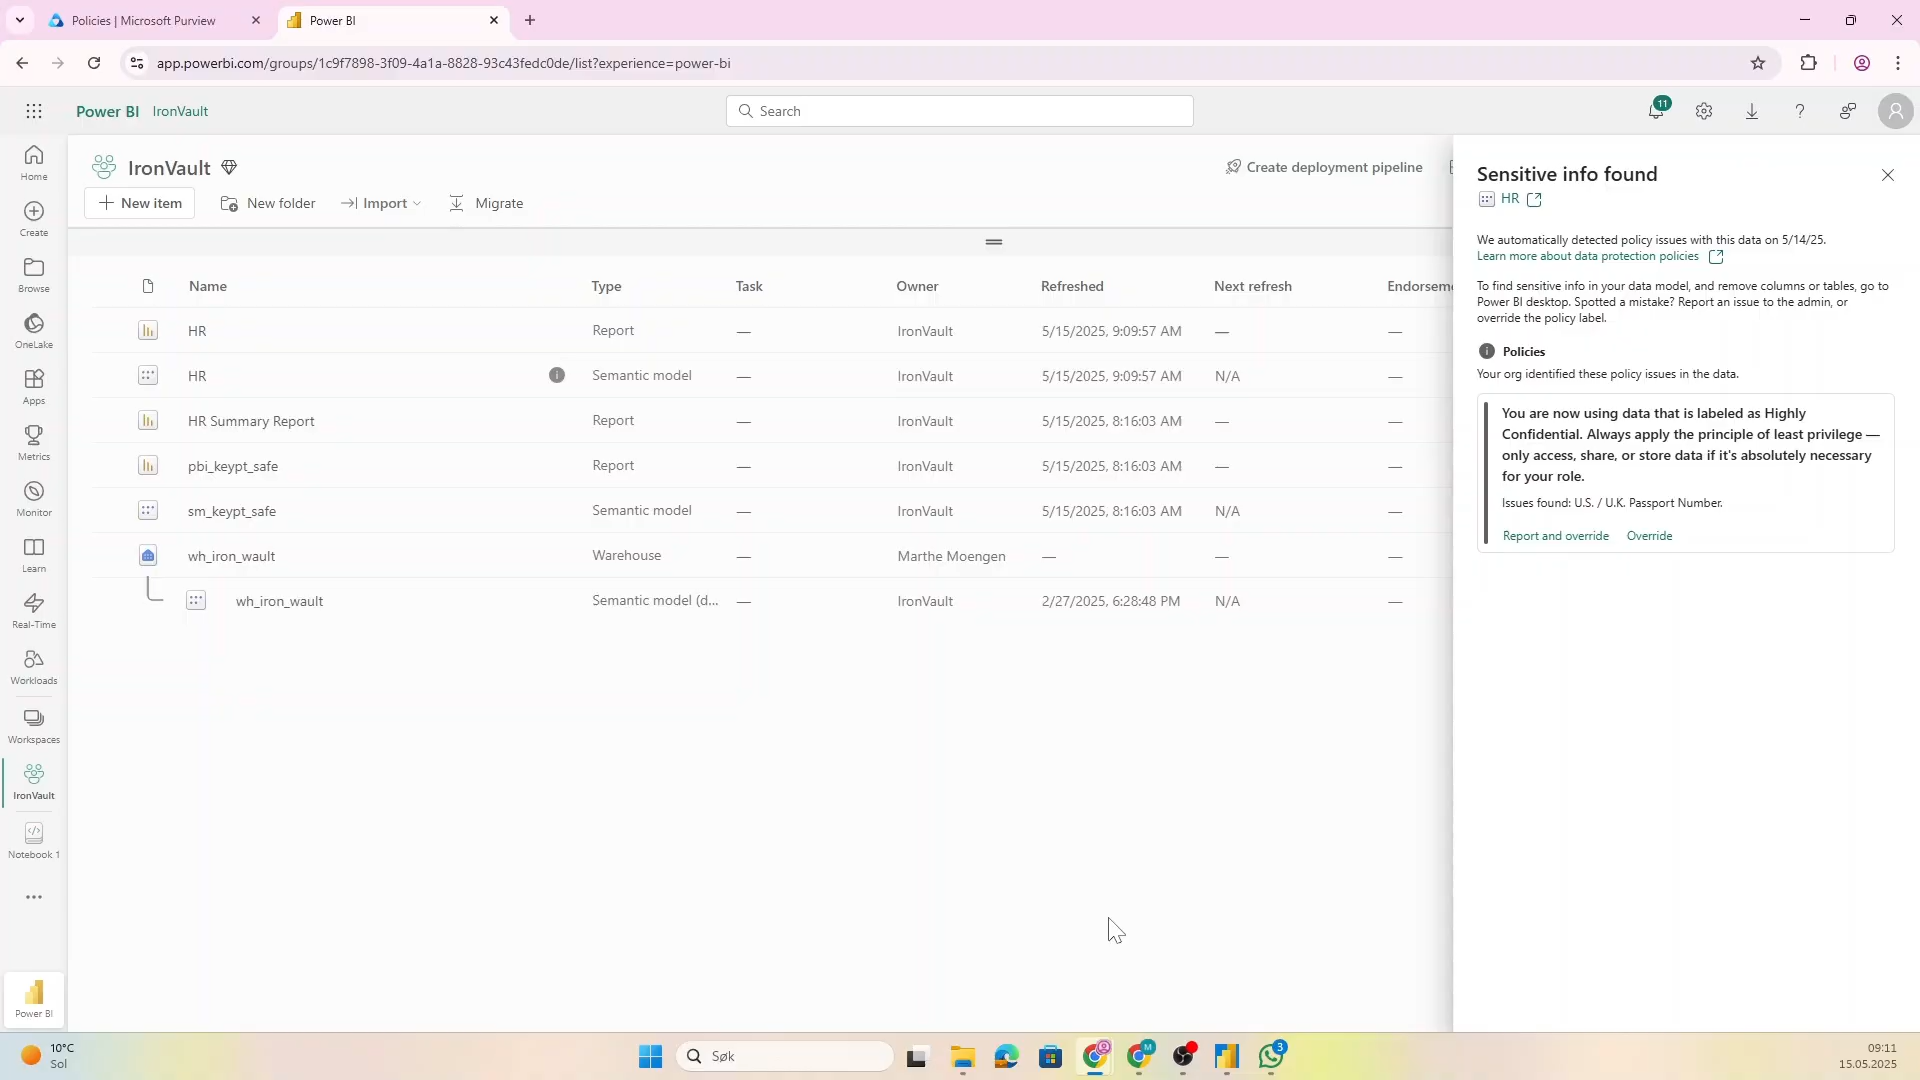 Policies | Microsoft Purview
Power BI
app.powerbi.com/groups/1c9f7898-3f09-4a1a-8828-93c43fedc0de/list?experience=power-bi
Power BI IronVault
Search
11
Home
Create
Browse
OneLake
Apps
Metrics
Monitor
Learn
Real-Time
Workloads
Workspaces
IronVault
Notebook 1
Power BI
IronVault
Create deployment pipeline
New item
New folder
Import
Migrate
Name Type Task Owner Refreshed Next refresh Endorseme
HR Report — IronVault 5/15/2025, 9:09:57 AM — —
HR Semantic model — IronVault 5/15/2025, 9:09:57 AM N/A —
HR Summary Report Report — IronVault 5/15/2025, 8:16:03 AM — —
pbi_keypt_safe Report — IronVault 5/15/2025, 8:16:03 AM — —
sm_keypt_safe Semantic model — IronVault 5/15/2025, 8:16:03 AM N/A —
wh_iron_wault Warehouse — Marthe Moengen — — —
wh_iron_wault Semantic model (d... — IronVault 2/27/2025, 6:28:48 PM N/A —
Sensitive info found
HR
We automatically detected policy issues with this data on 5/14/25.
Learn more about data protection policies
To find sensitive info in your data model, and remove columns or tables, go to
Power BI desktop. Spotted a mistake? Report an issue to the admin, or
override the policy label.
Policies
Your org identified these policy issues in the data.
You are now using data that is labeled as Highly
Confidential. Always apply the principle of least privilege —
only access, share, or store data if it's absolutely necessary
for your role.
Issues found: U.S. / U.K. Passport Number.
Report and override Override
10°C
Sol
Søk
M
3
09:11
15.05.2025